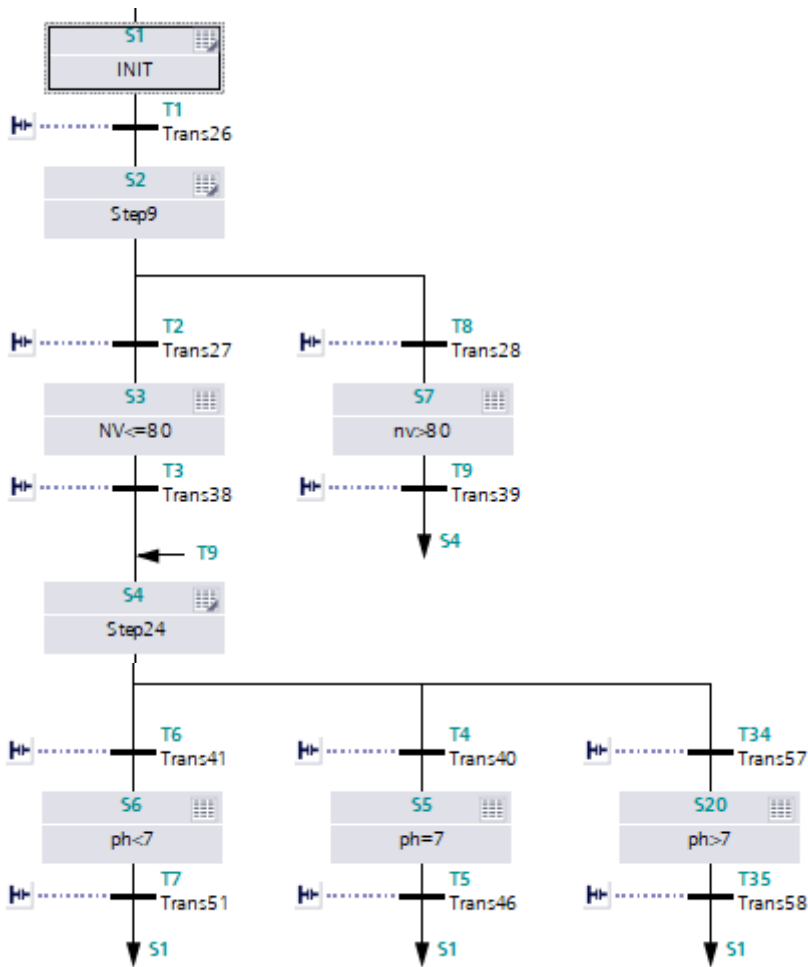 S1
INIT
T1
Trans26
S2
Step9
T2
Trans27
T8
Trans28
S3
NV<=80
S7
nv>80
T3
Trans38
T9
Trans39
T9
S4
S4
Step24
T6
Trans41
T4
Trans40
T34
Trans57
S6
ph<7
S5
ph=7
S20
ph>7
T7
Trans51
T5
Trans46
T35
Trans58
S1
S1
S1